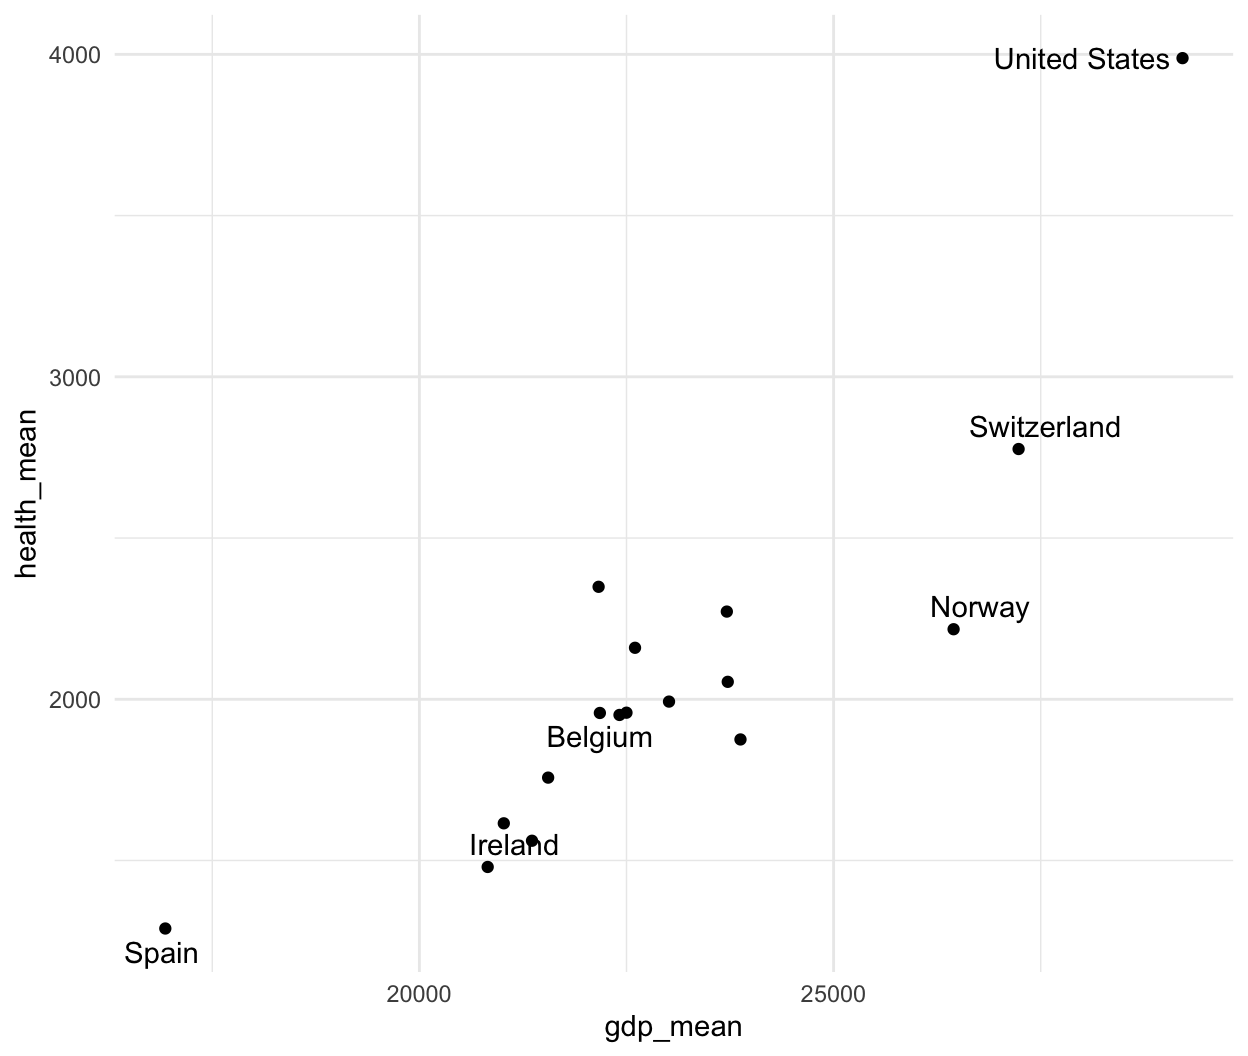 4000
United States
3000
Switzerland
Norway
2000
Belgium
Ireland
Spain
20000
25000
gdp_mean
health_mean